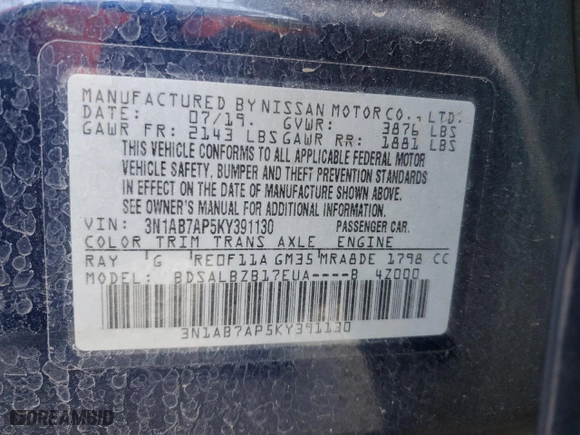 MANUFACTURED BY NISSAN MOTOR CO., LTD.
DATE: 07/19. GVWR: 3876 LBS
GAWR FR: 2143 LBS GAWR RR: 1881 LBS
THIS VEHICLE CONFORMS TO ALL APPLICABLE FEDERAL MOTOR
VEHICLE SAFETY, BUMPER AND THEFT PREVENTION STANDARDS
IN EFFECT ON THE DATE OF MANUFACTURE SHOWN ABOVE.
SEE OWNER'S MANUAL FOR ADDITIONAL INFORMATION.
VIN: 3N1AB7AP5KY391130 PASSENGER CAR.
COLOR TRIM TRANS AXLE ENGINE
RAY G RE0F11A GM35 MRA8DE 1798 CC
MODEL: BDSALBZB17EUA----B 4Z000
3N1AB7AP5KY391130
© DREAMBID